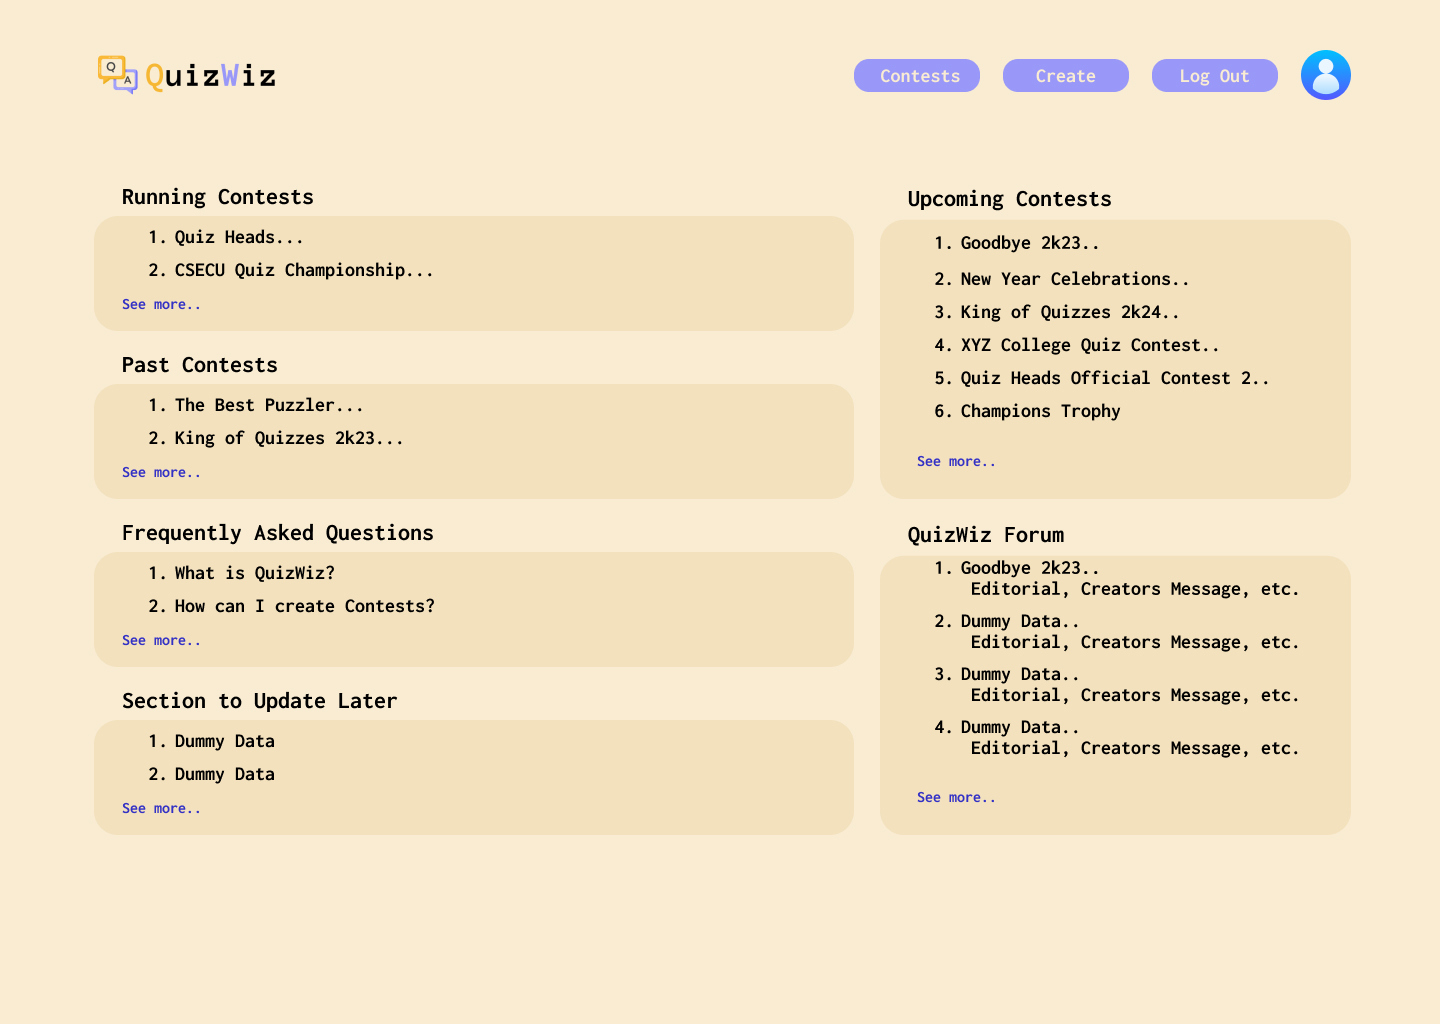 Q
A
QuizWiz
Contests
Create
Log Out
Running Contests
1. Quiz Heads...
2. CSECU Quiz Championship...
See more..
Past Contests
1. The Best Puzzler...
2. King of Quizzes 2k23...
See more..
Frequently Asked Questions
1. What is QuizWiz?
2. How can I create Contests?
See more..
Section to Update Later
1. Dummy Data
2. Dummy Data
See more..
Upcoming Contests
1. Goodbye 2k23..
2. New Year Celebrations..
3. King of Quizzes 2k24..
4. XYZ College Quiz Contest..
5. Quiz Heads Official Contest 2..
6. Champions Trophy
See more..
QuizWiz Forum
1. Goodbye 2k23..
Editorial, Creators Message, etc.
2. Dummy Data..
Editorial, Creators Message, etc.
3. Dummy Data..
Editorial, Creators Message, etc.
4. Dummy Data..
Editorial, Creators Message, etc.
See more..